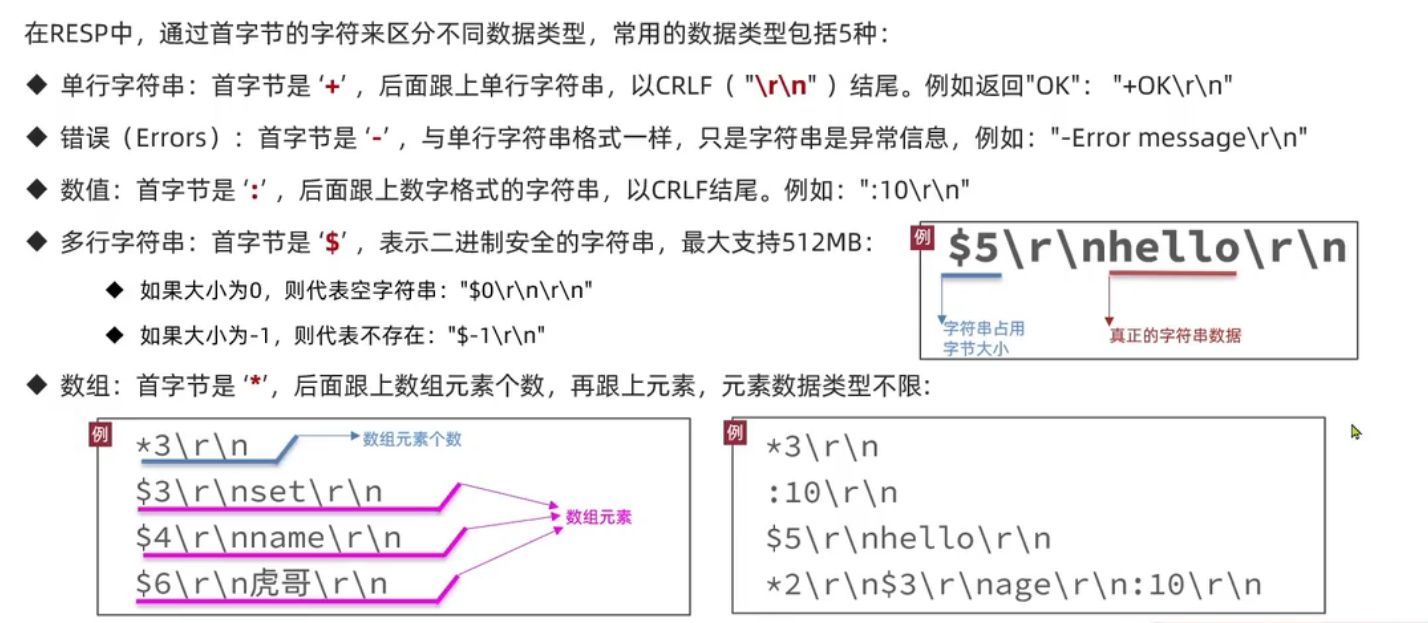 在RESP中，通过首字节的字符来区分不同数据类型，常用的数据类型包括5种：
◆ 单行字符串：首字节是 ‘+’ ，后面跟上单行字符串，以CRLF（ "\r\n" ）结尾。例如返回"OK"： "+OK\r\n"
◆ 错误（Errors）：首字节是 ‘-’ ，与单行字符串格式一样，只是字符串是异常信息，例如："-Error message\r\n"
◆ 数值：首字节是 ‘:’ ，后面跟上数字格式的字符串，以CRLF结尾。例如：":10\r\n"
◆ 多行字符串：首字节是 ‘$’ ，表示二进制安全的字符串，最大支持512MB：
◆ 如果大小为0，则代表空字符串："$0\r\n\r\n"
◆ 如果大小为-1，则代表不存在："$-1\r\n"
例
$5\r\nhello\r\n
字符串占用
字节大小
真正的字符串数据
◆ 数组：首字节是 ‘*’，后面跟上数组元素个数，再跟上元素，元素数据类型不限:
例
*3\r\n
数组元素个数
$3\r\nset\r\n
$4\r\nname\r\n
$6\r\n虎哥\r\n
数组元素
例
*3\r\n
:10\r\n
$5\r\nhello\r\n
*2\r\n$3\r\nage\r\n:10\r\n